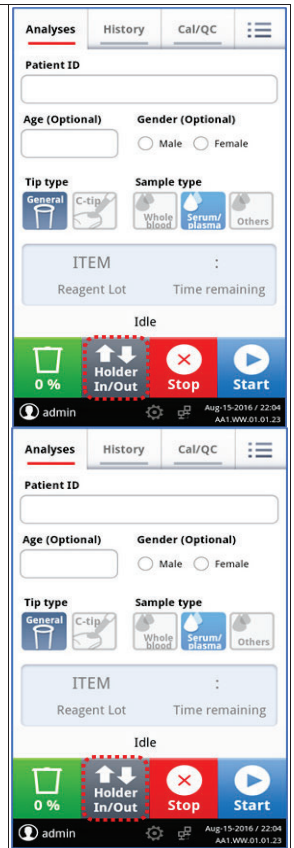 Analyses History Cal/QC
Patient ID
Age (Optional) Gender (Optional)
Male Female
Tip type Sample type
General C-tip Whole blood Serum/plasma Others
ITEM :
Reagent Lot Time remaining
Idle
0 % Holder In/Out Stop Start
admin Aug-15-2016 / 22:04
AA1.WW.01.01.23
Analyses History Cal/QC
Patient ID
Age (Optional) Gender (Optional)
Male Female
Tip type Sample type
General C-tip Whole blood Serum/plasma Others
ITEM :
Reagent Lot Time remaining
Idle
0 % Holder In/Out Stop Start
admin Aug-15-2016 / 22:04
AA1.WW.01.01.23